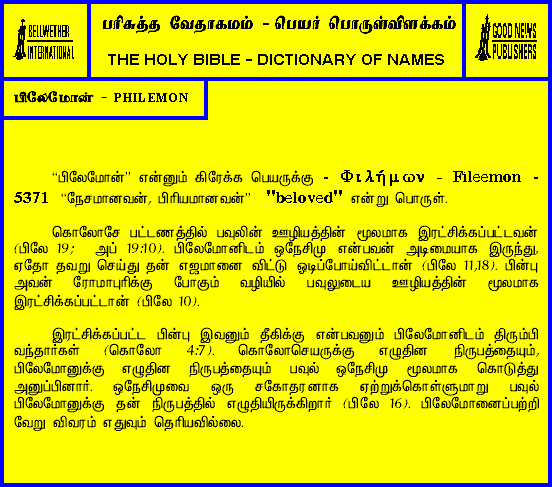 BELLWETHER
INTERNATIONAL
பரிசுத்த வேதாகமம் - பெயர் பொருள்விளக்கம்
THE HOLY BIBLE - DICTIONARY OF NAMES
GOOD NEWS
PUBLISHERS
பிலேமோன் - PHILEMON
“பிலேமோன்” என்னும் கிரேக்க பெயருக்கு - Φιλήμων - Fileemon -
5371 “நேசமானவன், பிரியமானவன்” "beloved" என்று பொருள்.
கொலோசே பட்டணத்தில் பவுலின் ஊழியத்தின் மூலமாக இரட்சிக்கப்பட்டவன்
(பிலே 19; அப் 19:10). பிலேமோனிடம் ஒநேசிமு என்பவன் அடிமையாக இருந்து,
ஏதோ தவறு செய்து தன் எஜமானை விட்டு ஓடிப்போய்விட்டான் (பிலே 11,18). பின்பு
அவன் ரோமாபுரிக்கு போகும் வழியில் பவுலுடைய ஊழியத்தின் மூலமாக
இரட்சிக்கப்பட்டான் (பிலே 10).
இரட்சிக்கப்பட்ட பின்பு இவனும் தீகிக்கு என்பவனும் பிலேமோனிடம் திரும்பி
வந்தார்கள் (கொலோ 4:7). கொலோசெயருக்கு எழுதின நிருபத்தையும்,
பிலேமோனுக்கு எழுதின நிருபத்தையும் பவுல் ஒநேசிமு மூலமாக கொடுத்து
அனுப்பினார். ஒநேசிமுவை ஒரு சகோதரனாக ஏற்றுக்கொள்ளுமாறு பவுல்
பிலேமோனுக்கு தன் நிருபத்தில் எழுதியிருக்கிறார் (பிலே 16). பிலேமோனைப்பற்றி
வேறு விவரம் எதுவும் தெரியவில்லை.